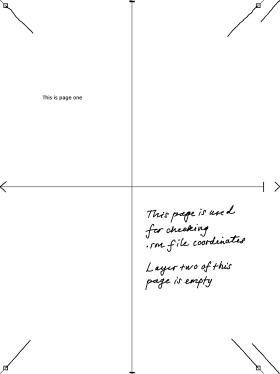 This is page one
This page is used
for checking
.rm file coordinates
Layer two of this
page is empty